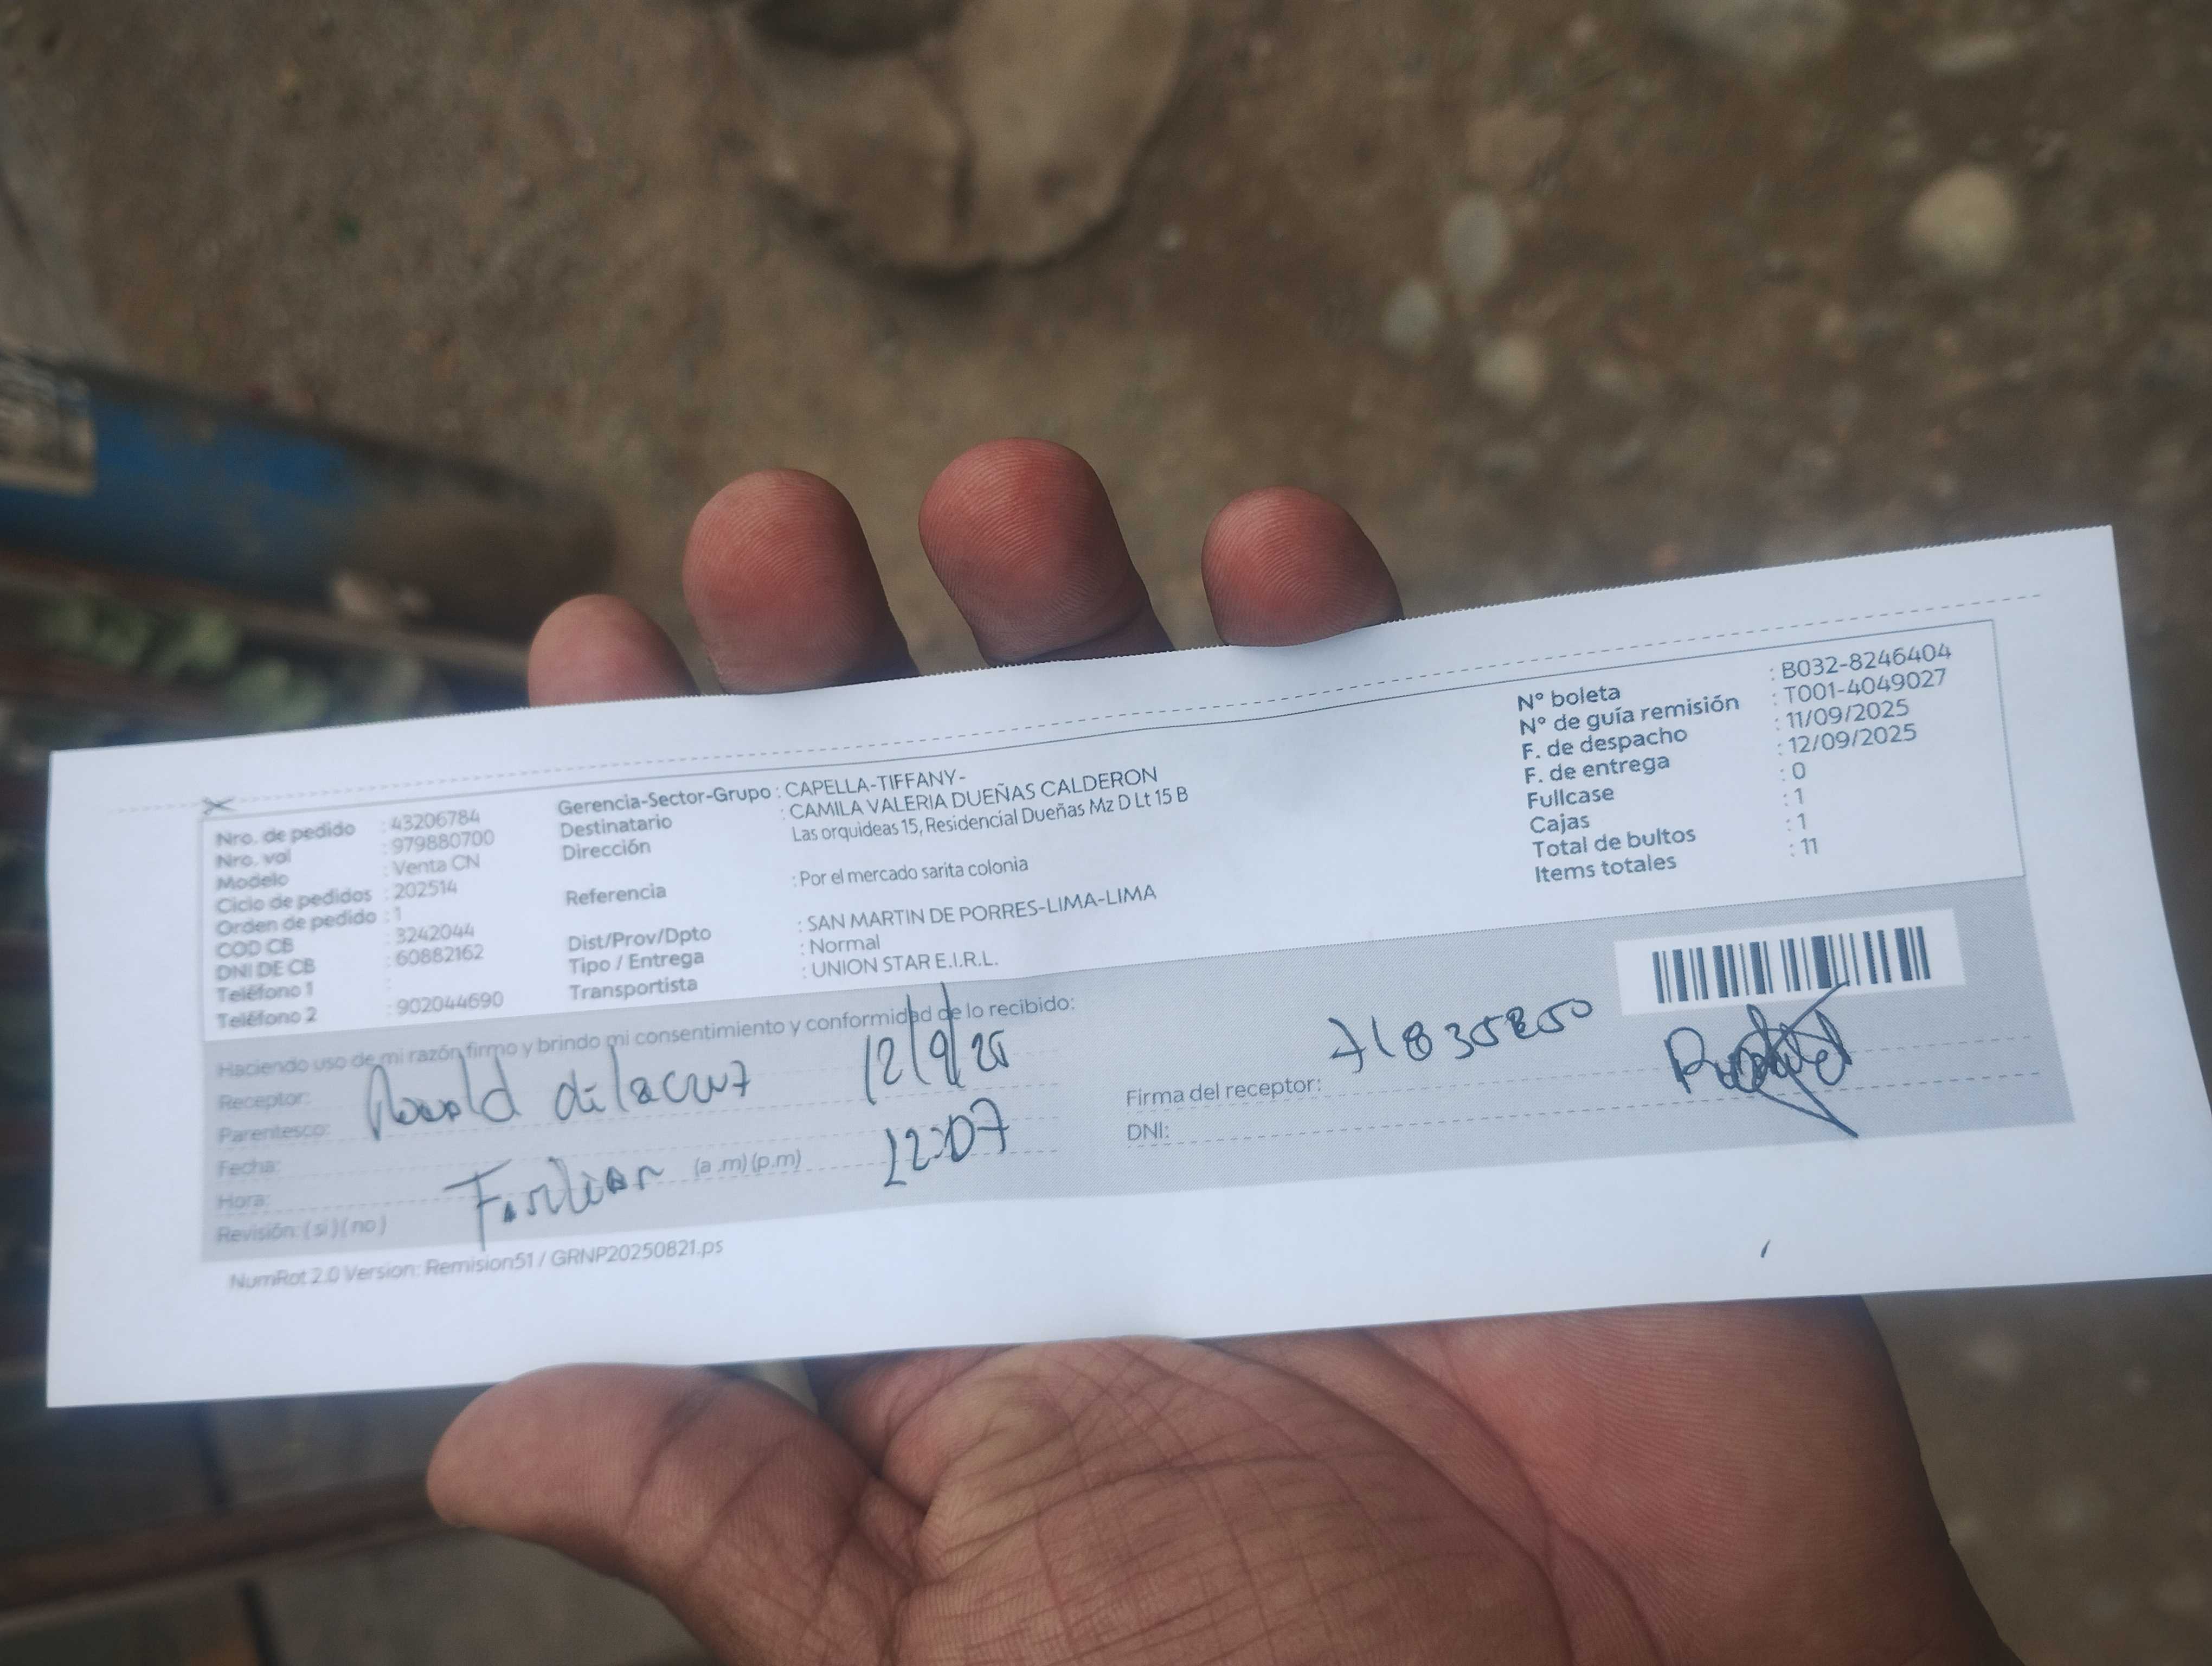 Nro. de pedido : 43206784
Nro. vol : 979880700
Modelo : Venta CN
Ciclo de pedidos : 202514
Orden de pedido : 1
COD CB : 3242044
DNI DE CB : 60882162
Teléfono 1 :
Teléfono 2 : 902044690
Gerencia-Sector-Grupo : CAPELLA-TIFFANY-
Destinatario : CAMILA VALERIA DUEÑAS CALDERON
Dirección Las orquideas 15, Residencial Dueñas Mz D Lt 15 B
Referencia : Por el mercado sarita colonia
Dist/Prov/Dpto : SAN MARTIN DE PORRES-LIMA-LIMA
Tipo / Entrega : Normal
Transportista : UNION STAR E.I.R.L.
N° boleta : B032-8246404
N° de guía remisión : T001-4049027
F. de despacho : 11/09/2025
F. de entrega : 12/09/2025
Fullcase : 0
Cajas : 1
Total de bultos : 1
Items totales : 11
Haciendo uso de mi razón firmo y brindo mi consentimiento y conformidad de lo recibido:
Receptor:
Parentesco: 12/9/25
Fecha:
Hora: (a .m) (p.m) 12:07
Revisión: ( si ) ( no )
Firma del receptor:
DNI:
NumRot 2.0 Version: Remision51 / GRNP20250821.ps